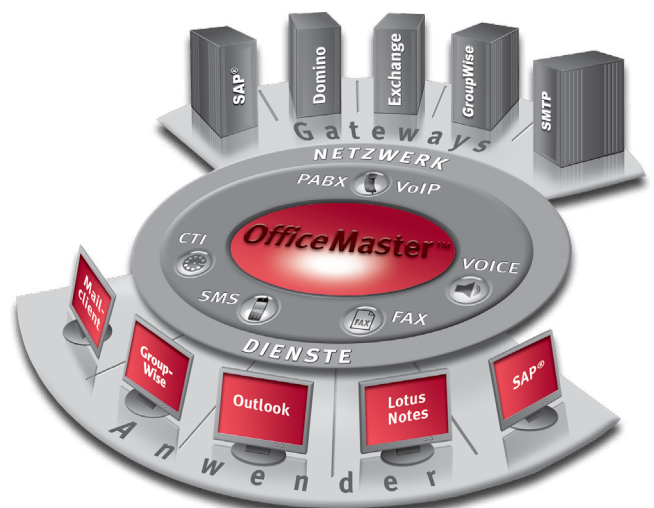 SAP®
Domino
Exchange
GroupWise
SMTP
Gateways
NETZWERK
PABX VoIP
OfficeMaster™
CTI
VOICE
SMS
FAX
FAX
DIENSTE
Mail-
client
Group-
Wise
Outlook
Lotus
Notes
SAP®
Anwender